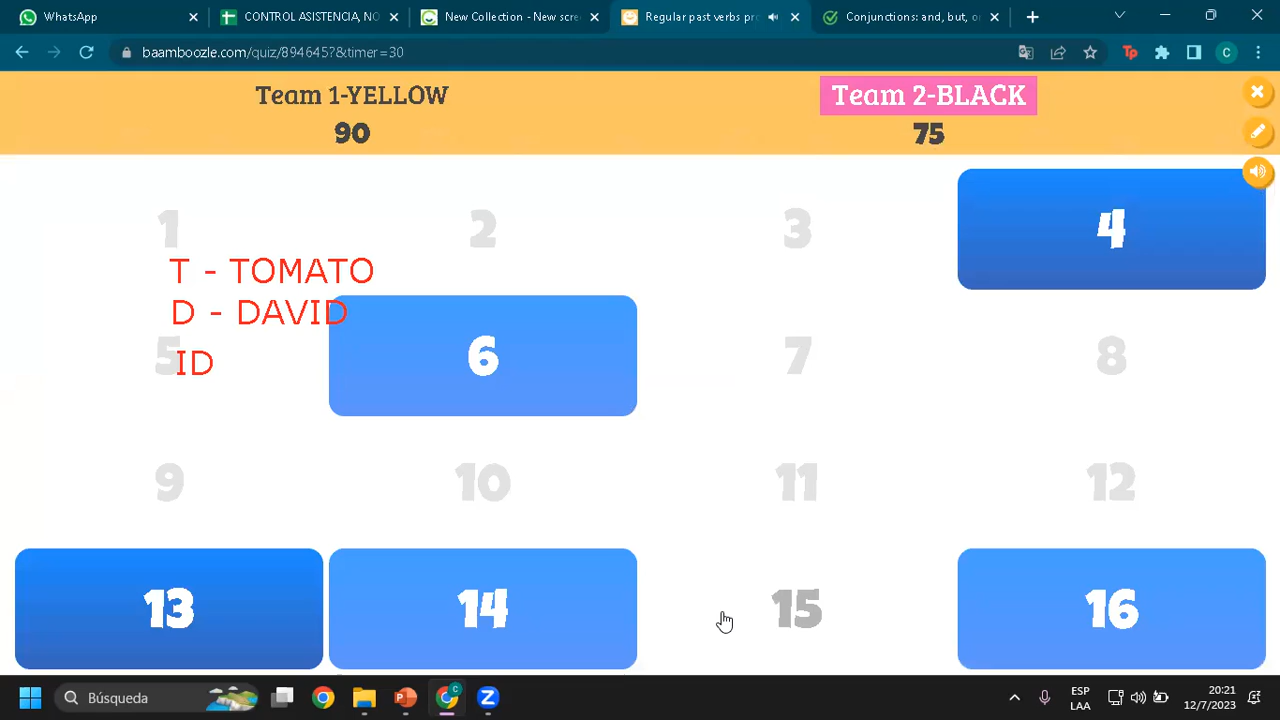 WhatsApp
CONTROL ASISTENCIA, NO
New Collection - New scre
Regular past verbs pr
Conjunctions: and, but, o
baamboozle.com/quiz/894645?&timer=30
Tp
C
Team 1-YELLOW
90
Team 2-BLACK
75
1
2
3
4
T - TOMATO
D - DAVID
5
ID
6
7
8
9
10
11
12
13
14
15
16
Búsqueda
ESP
LAA
20:21
12/7/2023